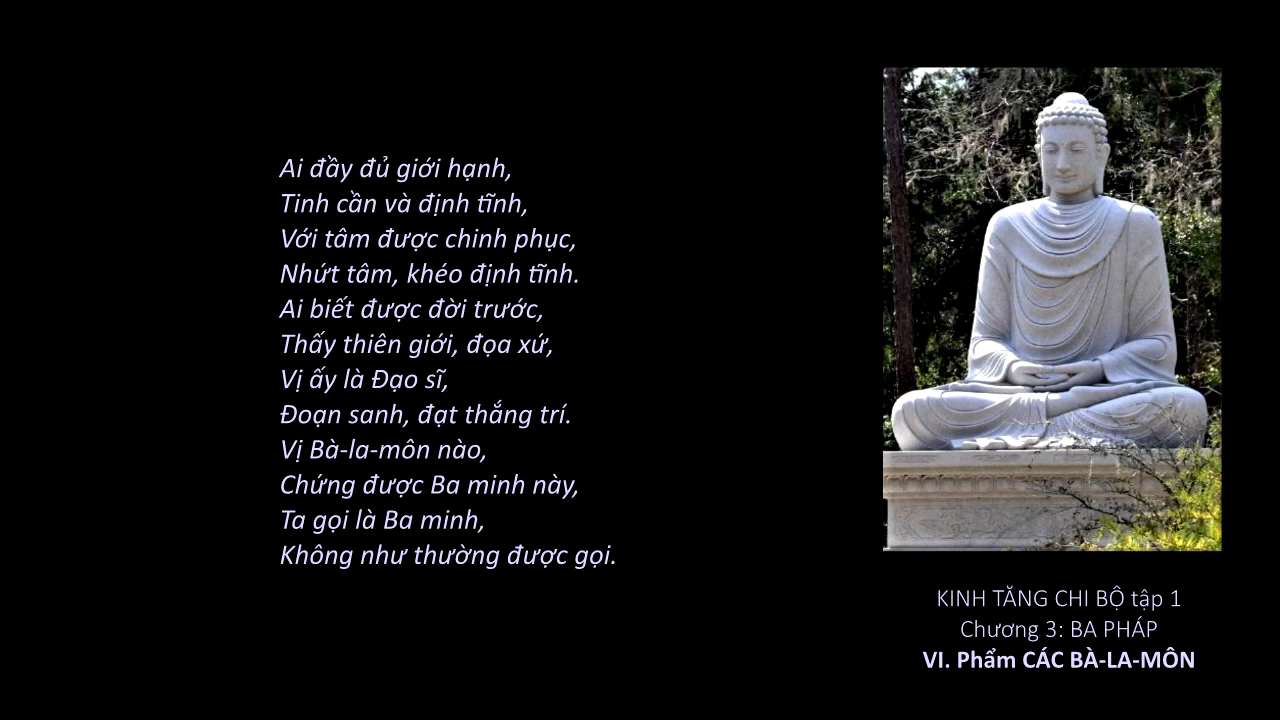 Ai đầy đủ giới hạnh,
Tinh cần và định tĩnh,
Với tâm được chinh phục,
Nhứt tâm, khéo định tĩnh.
Ai biết được đời trước,
Thấy thiên giới, đọa xứ,
Vị ấy là Đạo sĩ,
Đoạn sanh, đạt thắng trí.
Vị Bà-la-môn nào,
Chứng được Ba minh này,
Ta gọi là Ba minh,
Không như thường được gọi.
KINH TĂNG CHI BỘ tập 1
Chương 3: BA PHÁP
VI. Phẩm CÁC BÀ-LA-MÔN